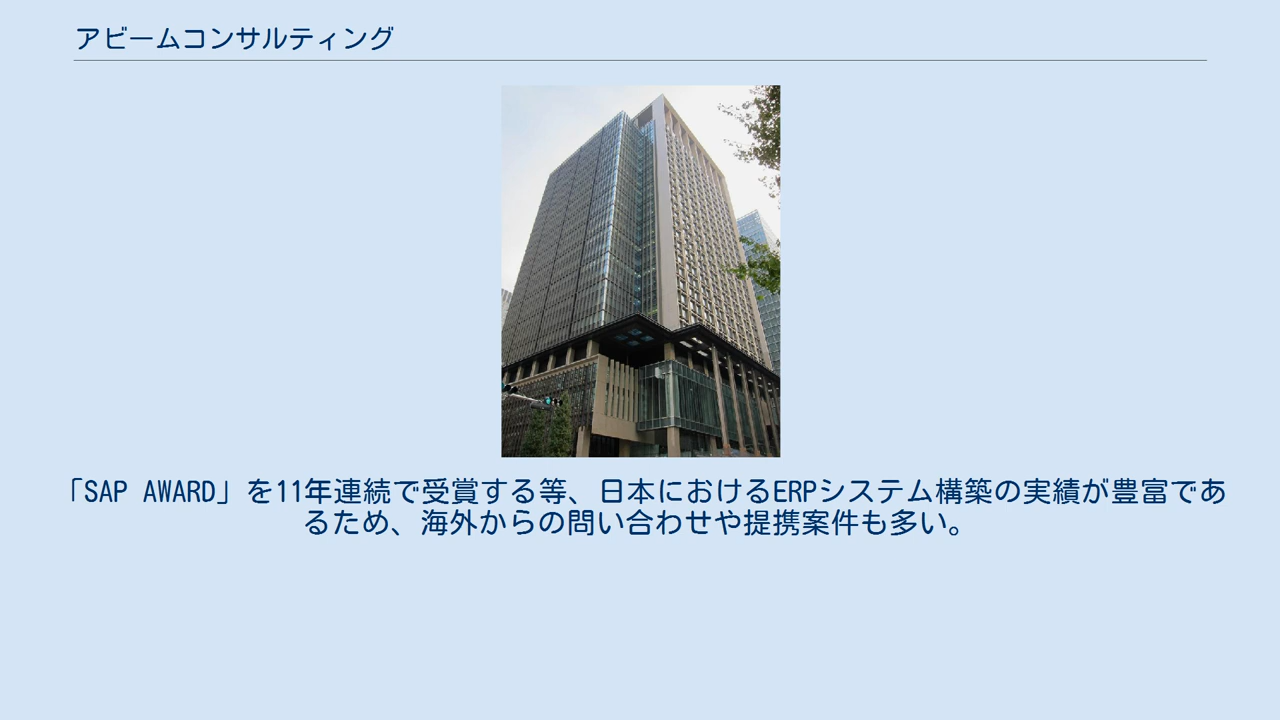 アビームコンサルティング
「SAP AWARD」を11年連続で受賞する等、日本におけるERPシステム構築の実績が豊富であ
るため、海外からの問い合わせや提携案件も多い。